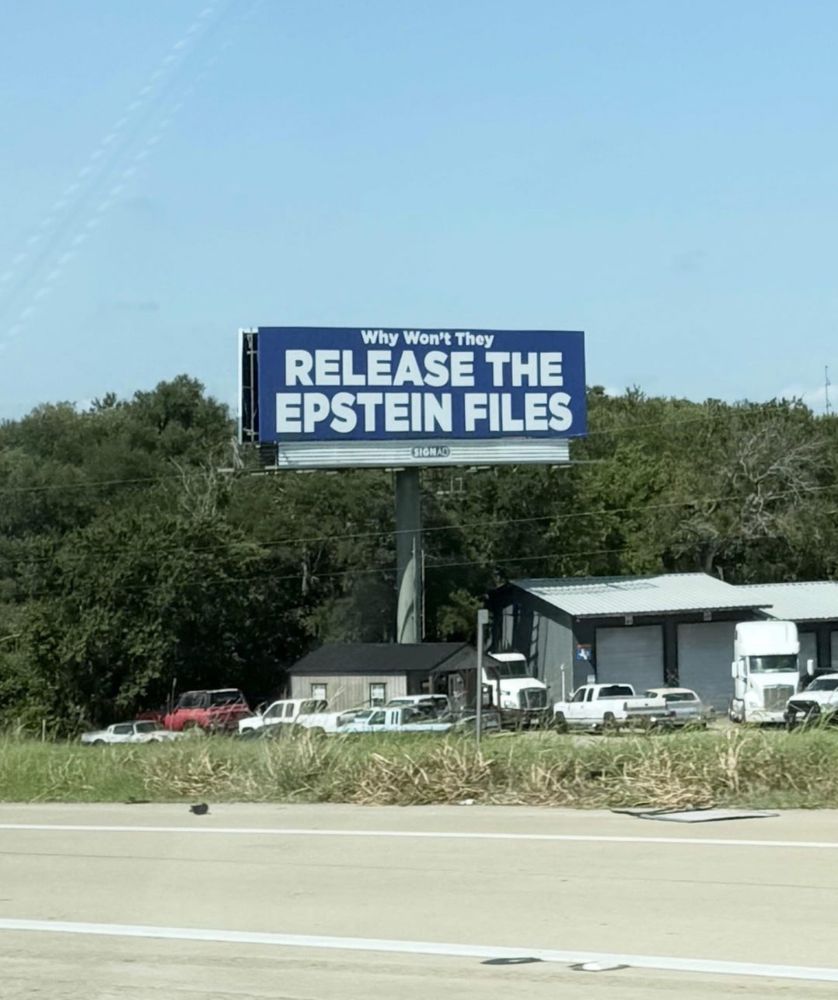 Why Won't They
RELEASE THE
EPSTEIN FILES
SIGNAD